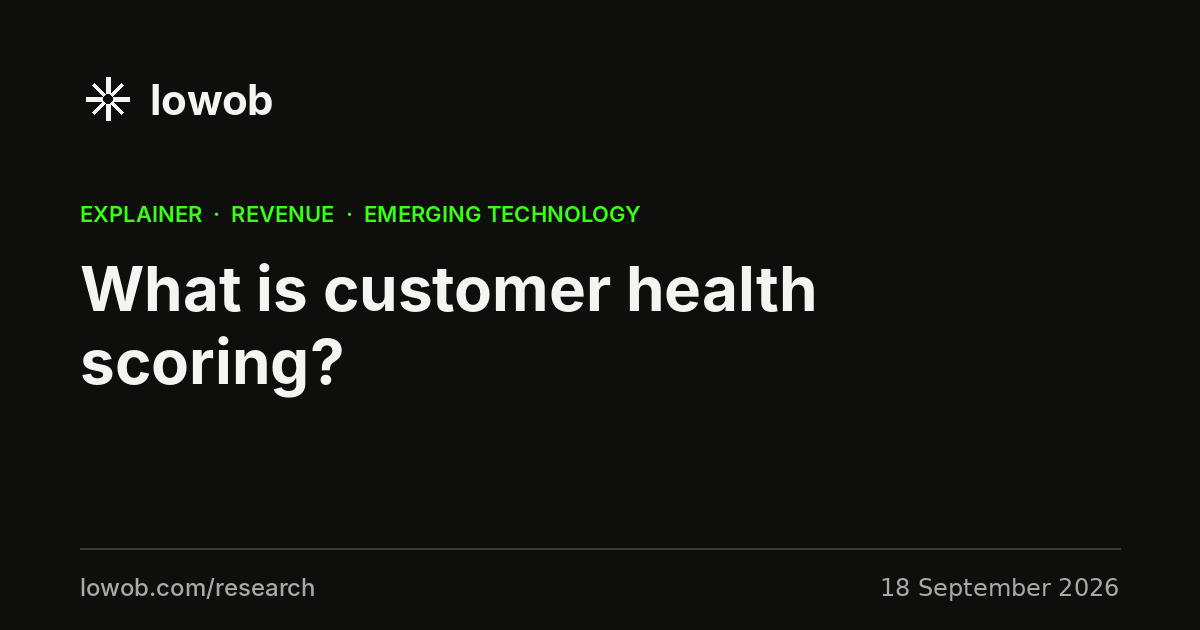 lowob
EXPLAINER · REVENUE · EMERGING TECHNOLOGY
What is customer health
scoring?
lowob.com/research
18 September 2026